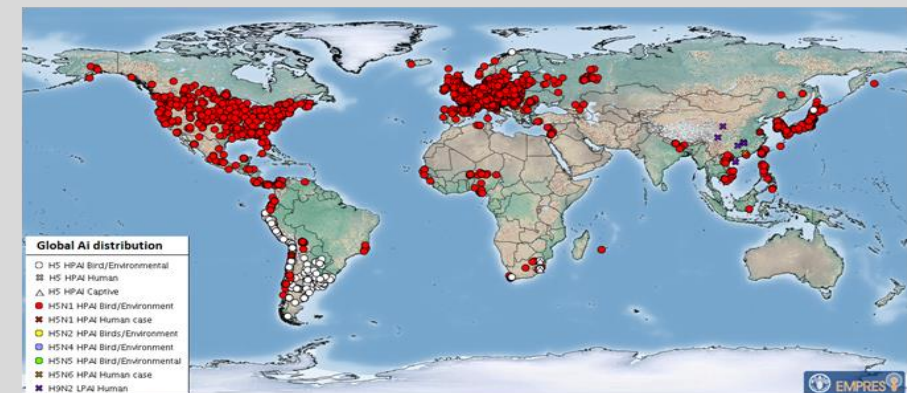 Global Ai distribution
H5 HPAI Bird/Environmental
H5 HPAI Human
H5 HPAI Captive
H5N1 HPAI Bird/Environment
H5N1 HPAI Human case
H5N2 HPAI Birds/Environment
H5N4 HPAI Bird/Environment
H5N5 HPAI Bird/Environmental
H5N6 HPAI Human case
H9N2 LPAI Human
EMPRES